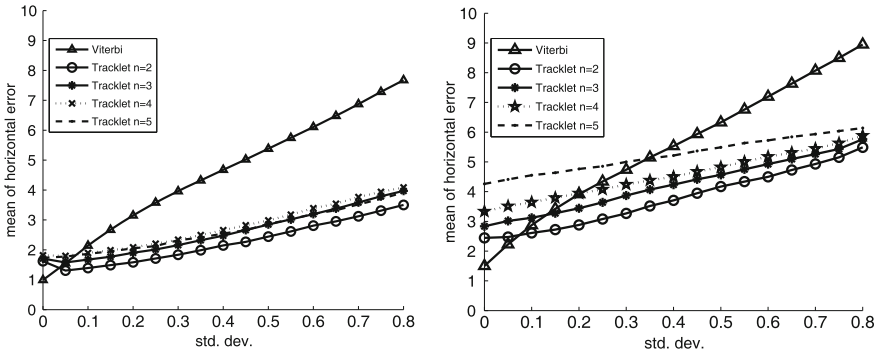 mean of horizontal error
10
9
8
7
6
5
4
3
2
1
0
Viterbi
Tracklet n=2
Tracklet n=3
Tracklet n=4
Tracklet n=5
0 0.1 0.2 0.3 0.4 0.5 0.6 0.7 0.8
std. dev.
mean of horizontal error
10
9
8
7
6
5
4
3
2
1
0
Viterbi
Tracklet n=2
Tracklet n=3
Tracklet n=4
Tracklet n=5
0 0.1 0.2 0.3 0.4 0.5 0.6 0.7 0.8
std. dev.